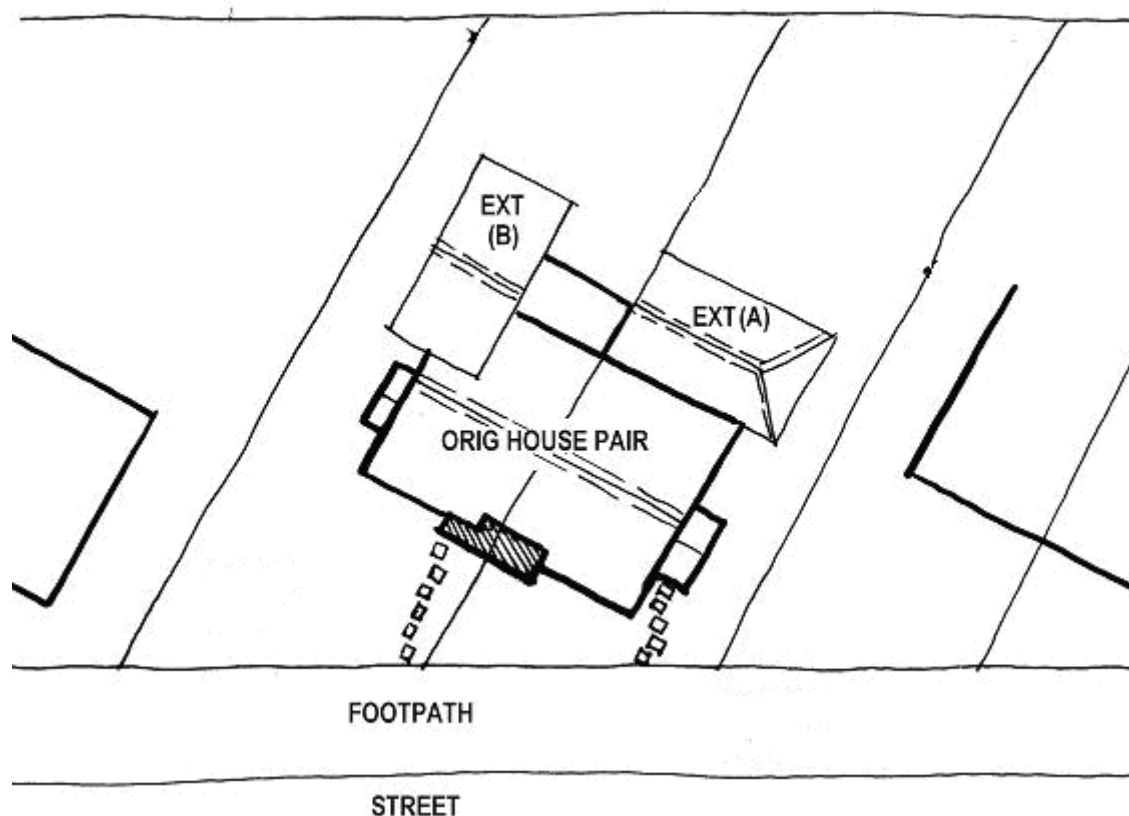 EXT
(B)
EXT (A)
ORIG HOUSE PAIR
FOOTPATH
STREET